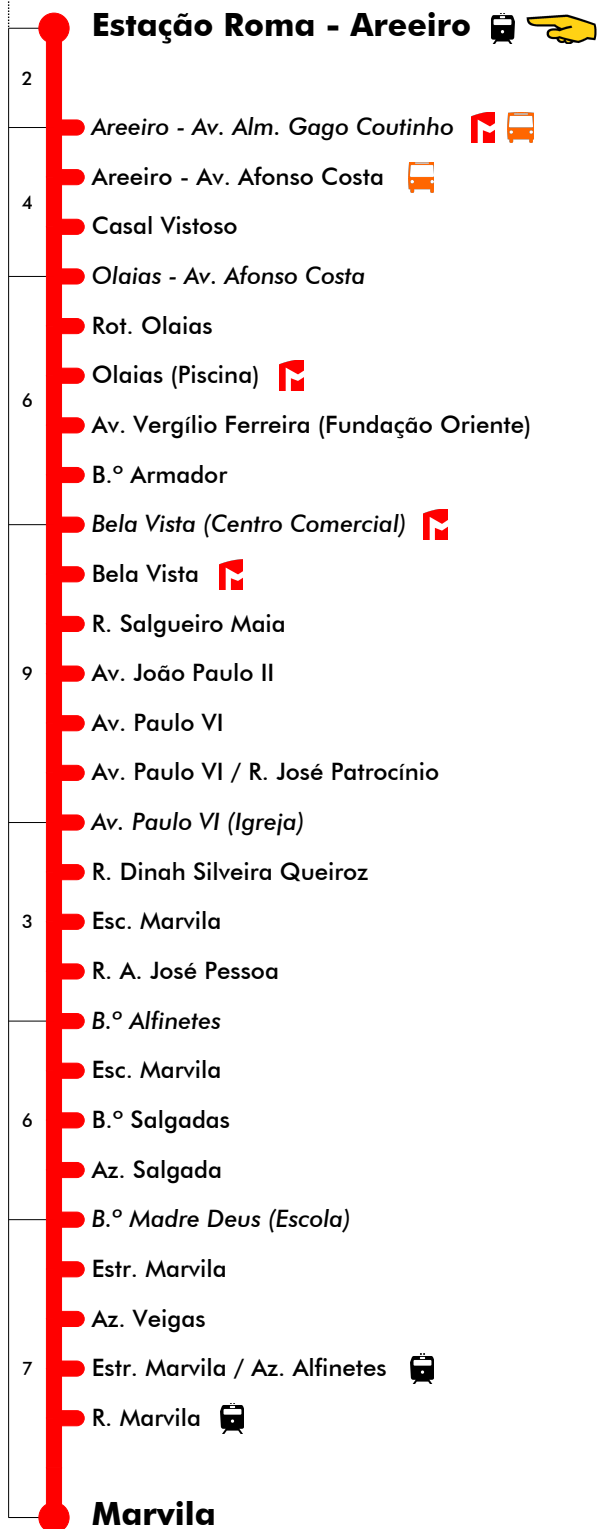 Estação Roma - Areeiro
2
Areeiro - Av. Alm. Gago Coutinho
Areeiro - Av. Afonso Costa
4
Casal Vistoso
Olaias - Av. Afonso Costa
Rot. Olaias
Olaias (Piscina)
6
Av. Vergílio Ferreira (Fundação Oriente)
B.º Armador
Bela Vista (Centro Comercial)
Bela Vista
R. Salgueiro Maia
9
Av. João Paulo II
Av. Paulo VI
Av. Paulo VI / R. José Patrocínio
Av. Paulo VI (Igreja)
R. Dinah Silveira Queiroz
3
Esc. Marvila
R. A. José Pessoa
B.º Alfinetes
Esc. Marvila
6
B.º Salgadas
Az. Salgada
B.º Madre Deus (Escola)
Estr. Marvila
Az. Veigas
7
Estr. Marvila / Az. Alfinetes
R. Marvila
Marvila